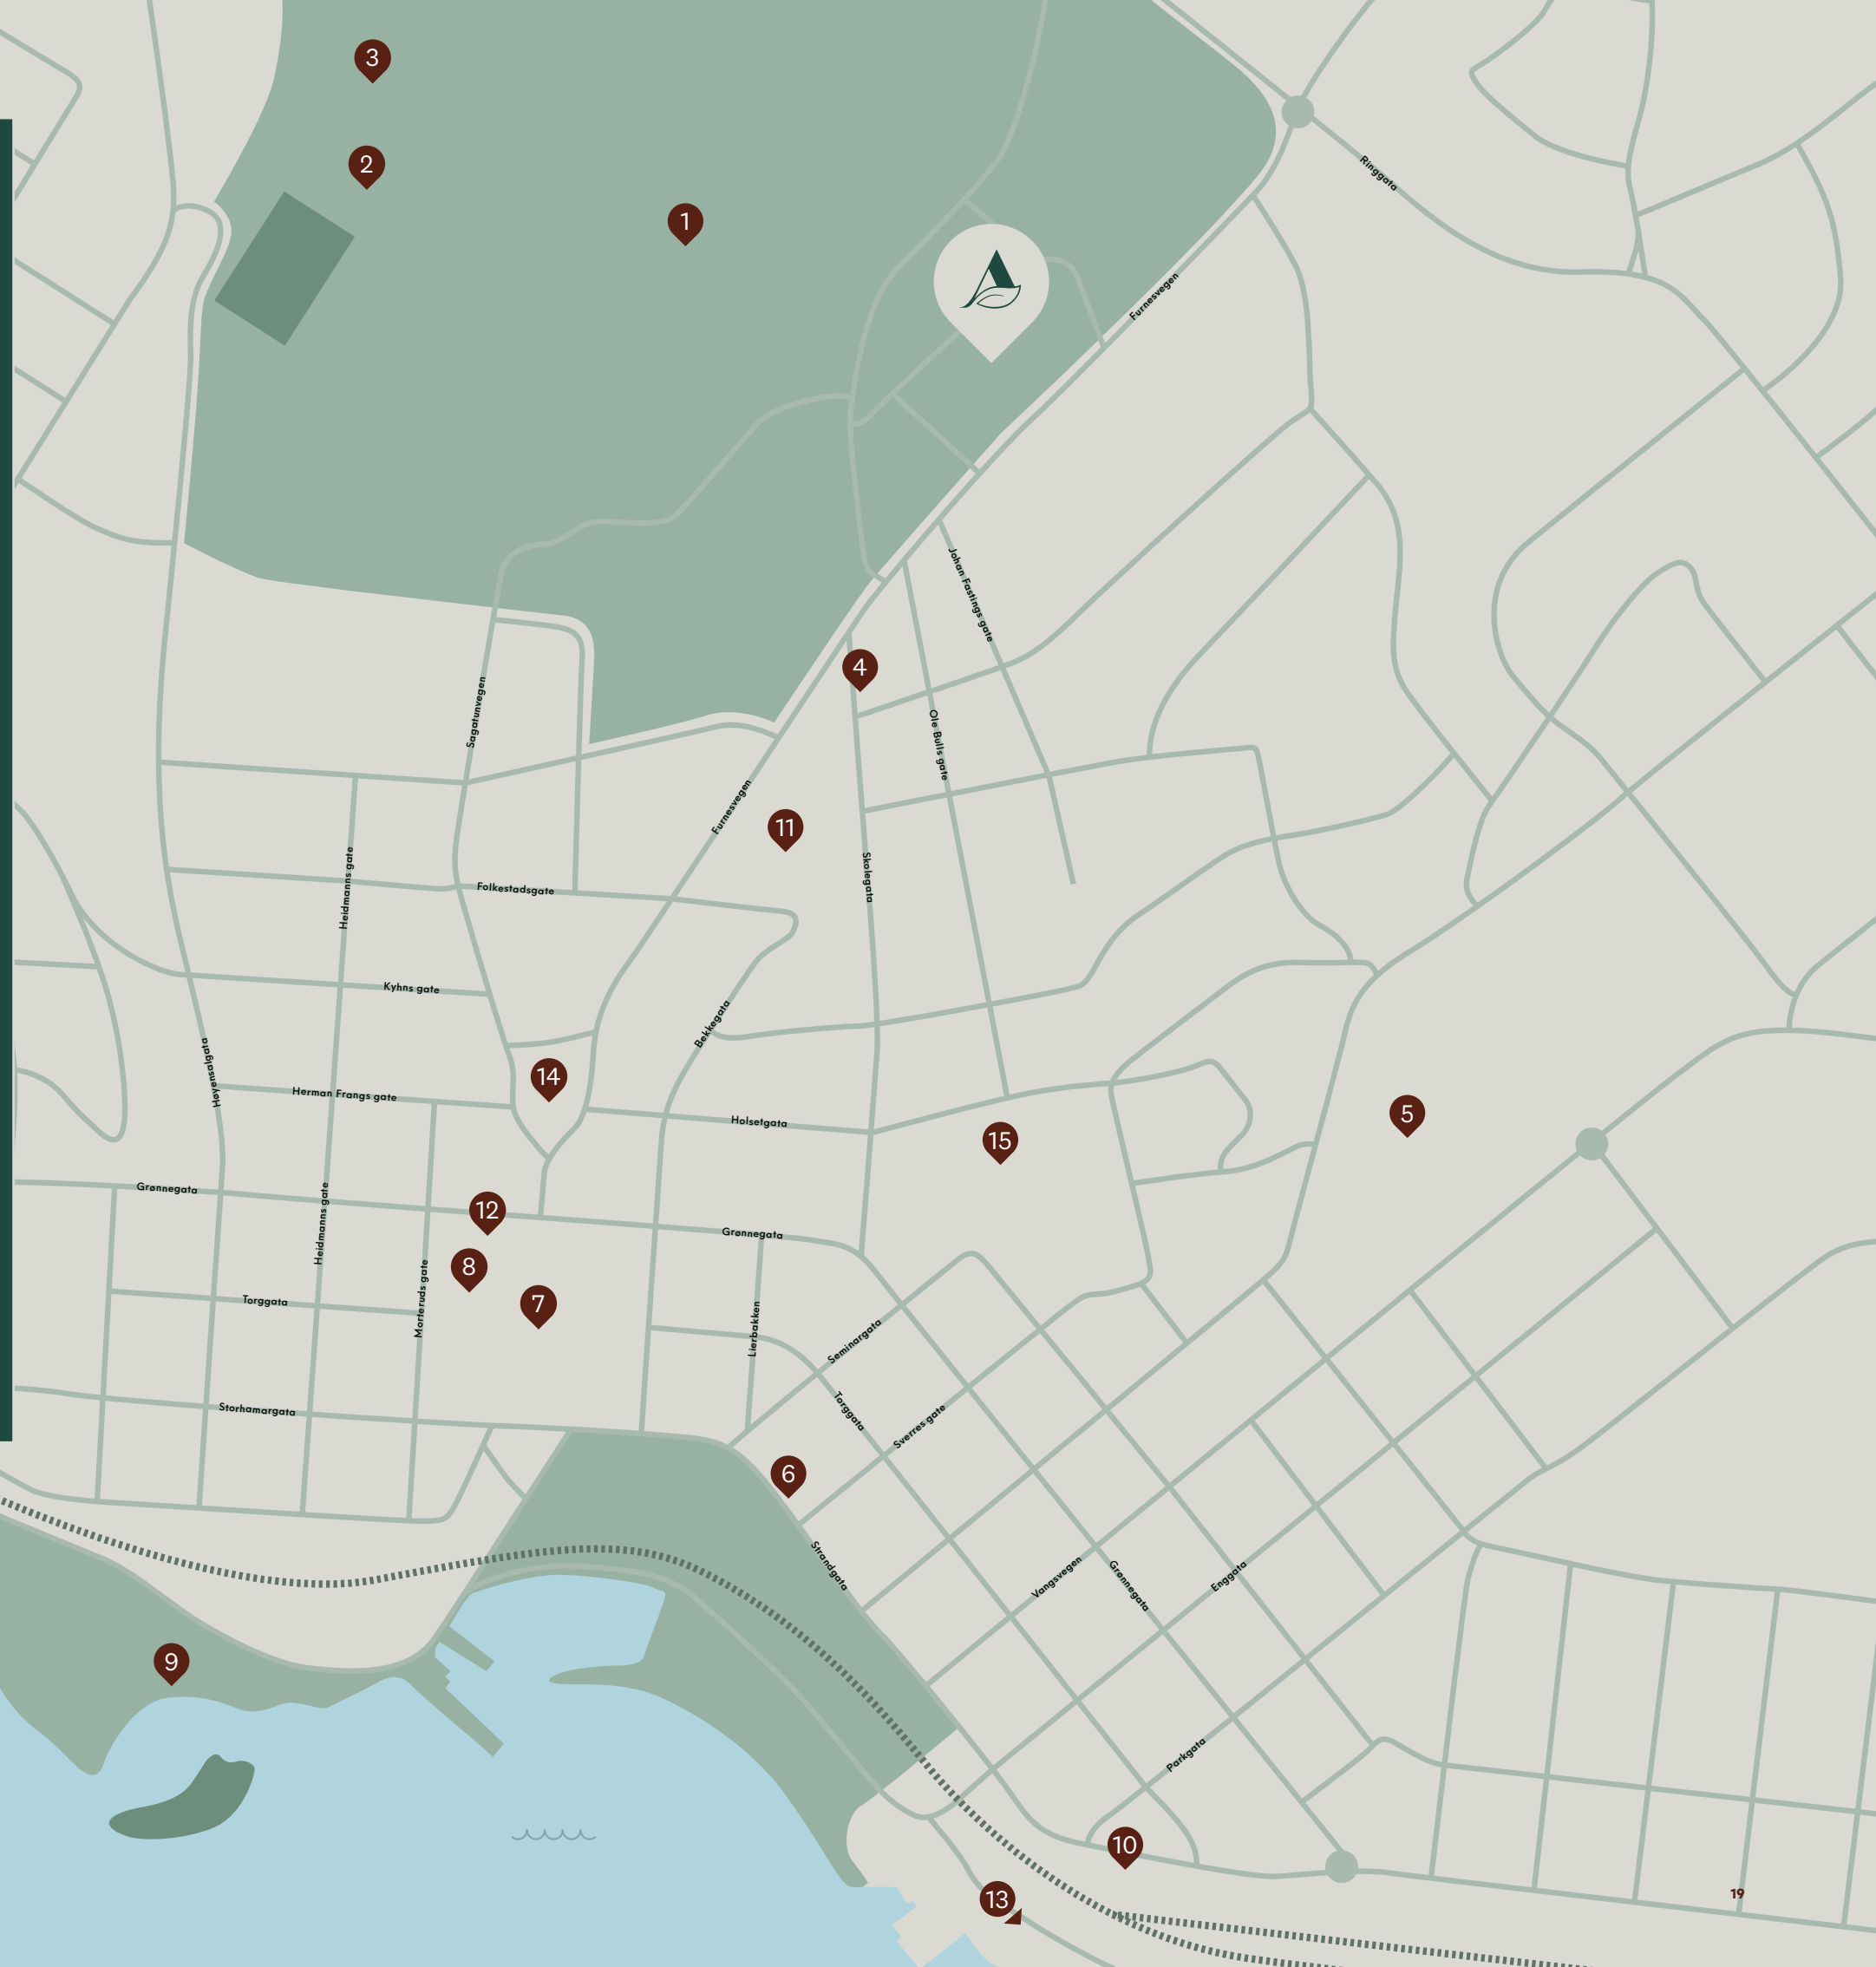 3
2
1
Ringgata
Furnesvegen
Johan Fastings gate
4
Sagatunvegen
Ole Bulls gate
Furnesvegen
11
Heidmanns gate
Folkestadsgate
Skolegata
Kyhns gate
Bekkegata
Høyensalgata
14
Herman Frangs gate
Holsetgata
5
15
Grønnegata
Heidmanns gate
12
Grønnegata
8
7
Torggata
Morteruds gate
Lierbakken
Seminargata
Storhamargata
Torggata
Sverres gate
6
Strandgata
Vangsvegen
Grønnegata
Enggata
9
Parkgata
10
13
19